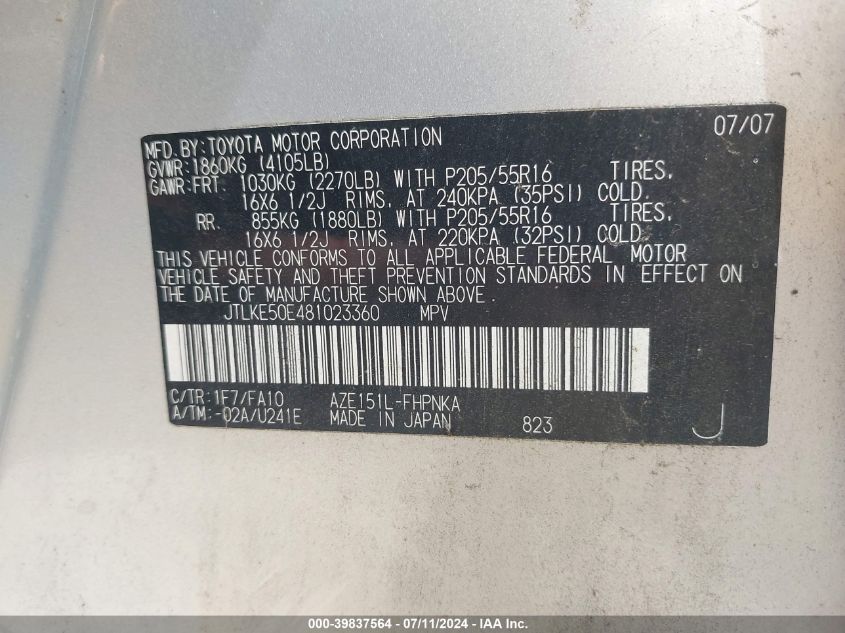 07/07
MFD.BY:TOYOTA MOTOR CORPORATION
GVWR:1860KG (4105LB)
GAWR:FRT. 1030KG (2270LB) WITH P205/55R16 TIRES,
16X6 1/2J RIMS, AT 240KPA (35PSI) COLD.
RR. 855KG (1880LB) WITH P205/55R16 TIRES,
16X6 1/2J RIMS, AT 220KPA (32PSI) COLD.
THIS VEHICLE CONFORMS TO ALL APPLICABLE FEDERAL MOTOR
VEHICLE SAFETY AND THEFT PREVENTION STANDARDS IN EFFECT ON
THE DATE OF MANUFACTURE SHOWN ABOVE.
JTLKE50E481023360 MPV
C/TR:1F7/FA10 AZE151L-FHPNKA
A/TM:-02A/U241E MADE IN JAPAN 823 J
000-39837564 - 07/11/2024 - IAA, Inc.